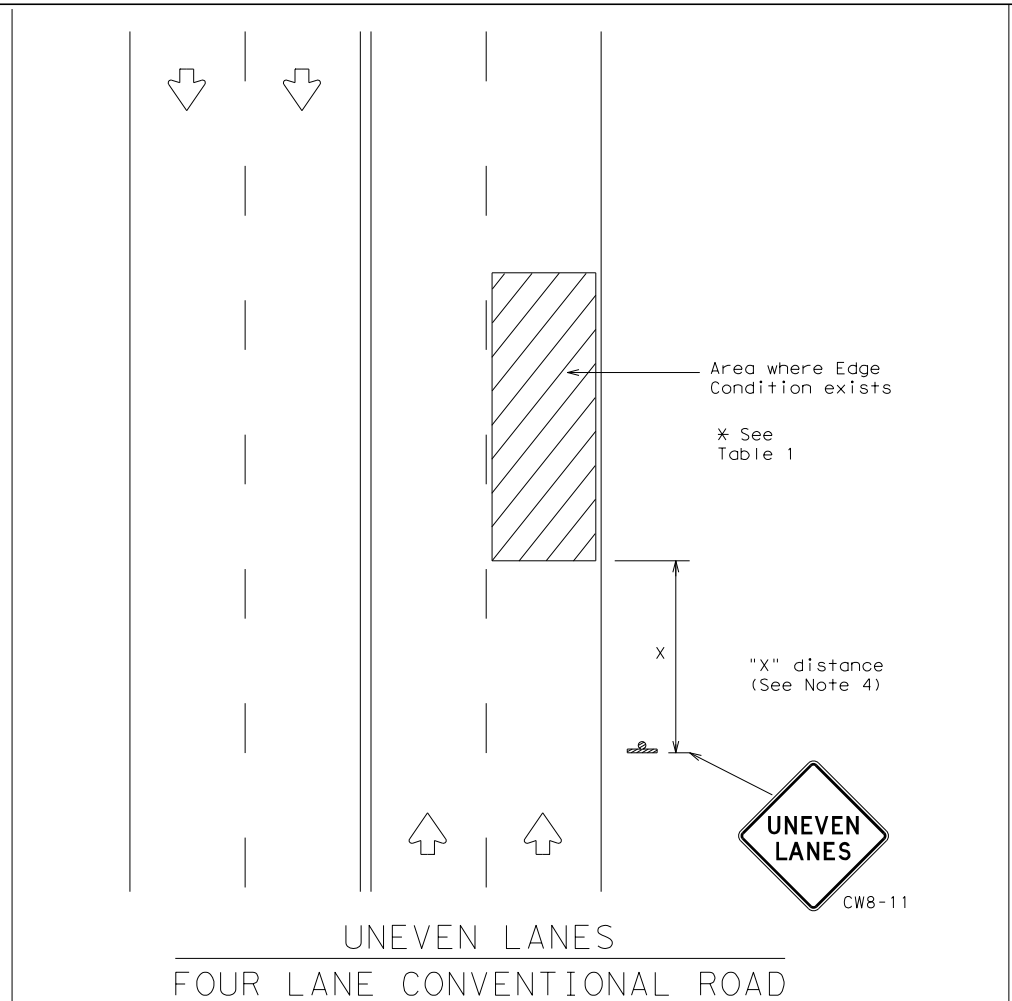 Area where Edge
Condition exists
* See
Table 1
X
"X" distance
(See Note 4)
UNEVEN
LANES
CW8-11
UNEVEN LANES
FOUR LANE CONVENTIONAL ROAD